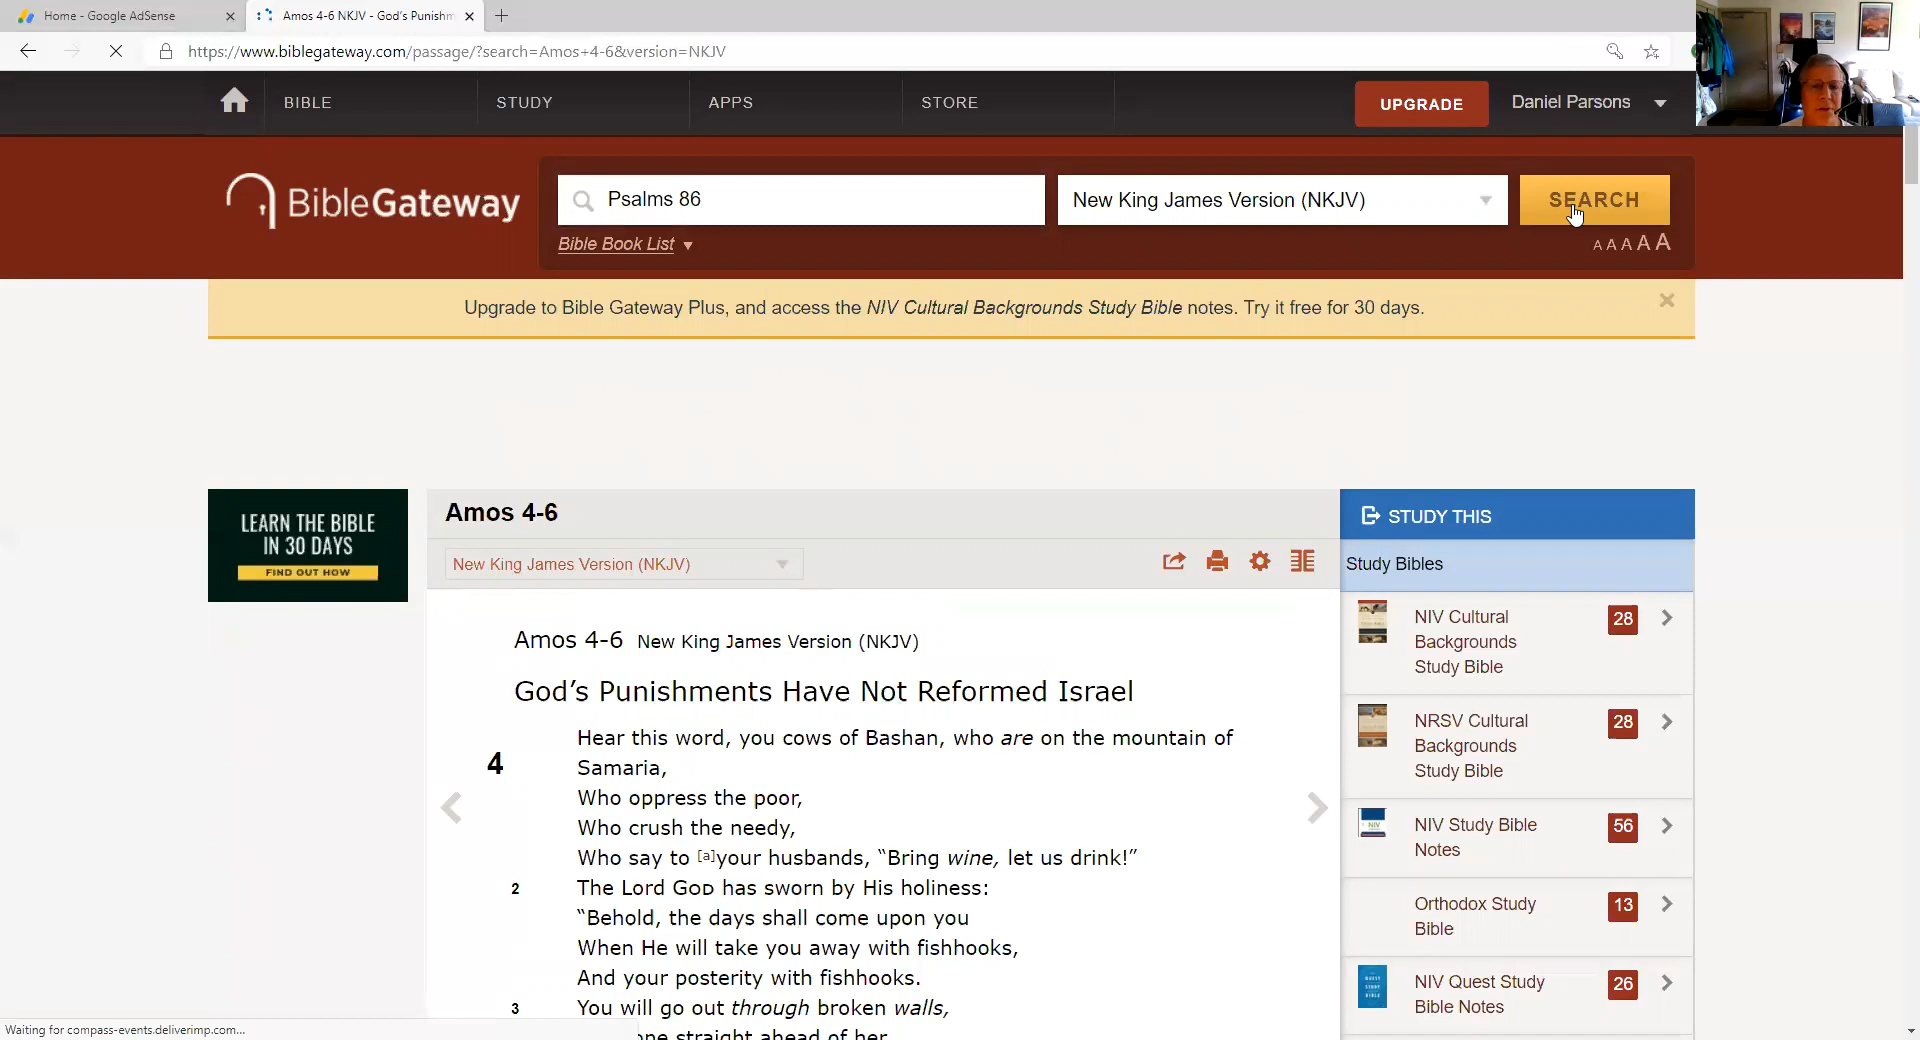 Home - Google AdSense
Amos 4-6 NKJV - God's Punishm
https://www.biblegateway.com/passage/?search=Amos+4-6&version=NKJV
BIBLE
STUDY
APPS
STORE
UPGRADE
Daniel Parsons
BibleGateway
Psalms 86
New King James Version (NKJV)
SEARCH
Bible Book List
A A A A A
Upgrade to Bible Gateway Plus, and access the NIV Cultural Backgrounds Study Bible notes. Try it free for 30 days.
LEARN THE BIBLE
IN 30 DAYS
FIND OUT HOW
Amos 4-6
New King James Version (NKJV)
Amos 4-6 New King James Version (NKJV)
God’s Punishments Have Not Reformed Israel
4
Hear this word, you cows of Bashan, who are on the mountain of
Samaria,
Who oppress the poor,
Who crush the needy,
Who say to [a]your husbands, “Bring wine, let us drink!”
2 The Lord GOD has sworn by His holiness:
“Behold, the days shall come upon you
When He will take you away with fishhooks,
And your posterity with fishhooks.
3 You will go out through broken walls,
one straight ahead of her
STUDY THIS
Study Bibles
NIV Cultural
Backgrounds
Study Bible
28
NRSV Cultural
Backgrounds
Study Bible
28
NIV Study Bible
Notes
56
Orthodox Study
Bible
13
NIV Quest Study
Bible Notes
26
Waiting for compass-events.deliverimp.com...